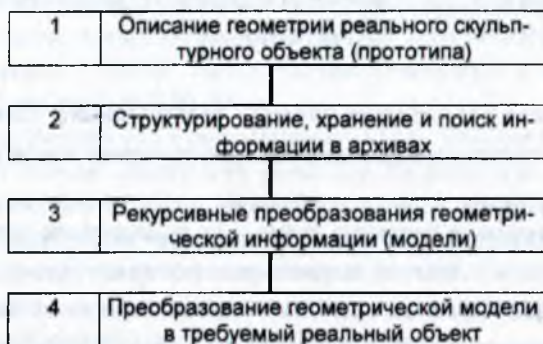 1 Описание геометрии реального скульп-
турного объекта (прототипа)
2 Структурирование, хранение и поиск ин-
формации в архивах
3 Рекурсивные преобразования геометри-
ческой информации (модели)
4 Преобразование геометрической модели
в требуемый реальный объект